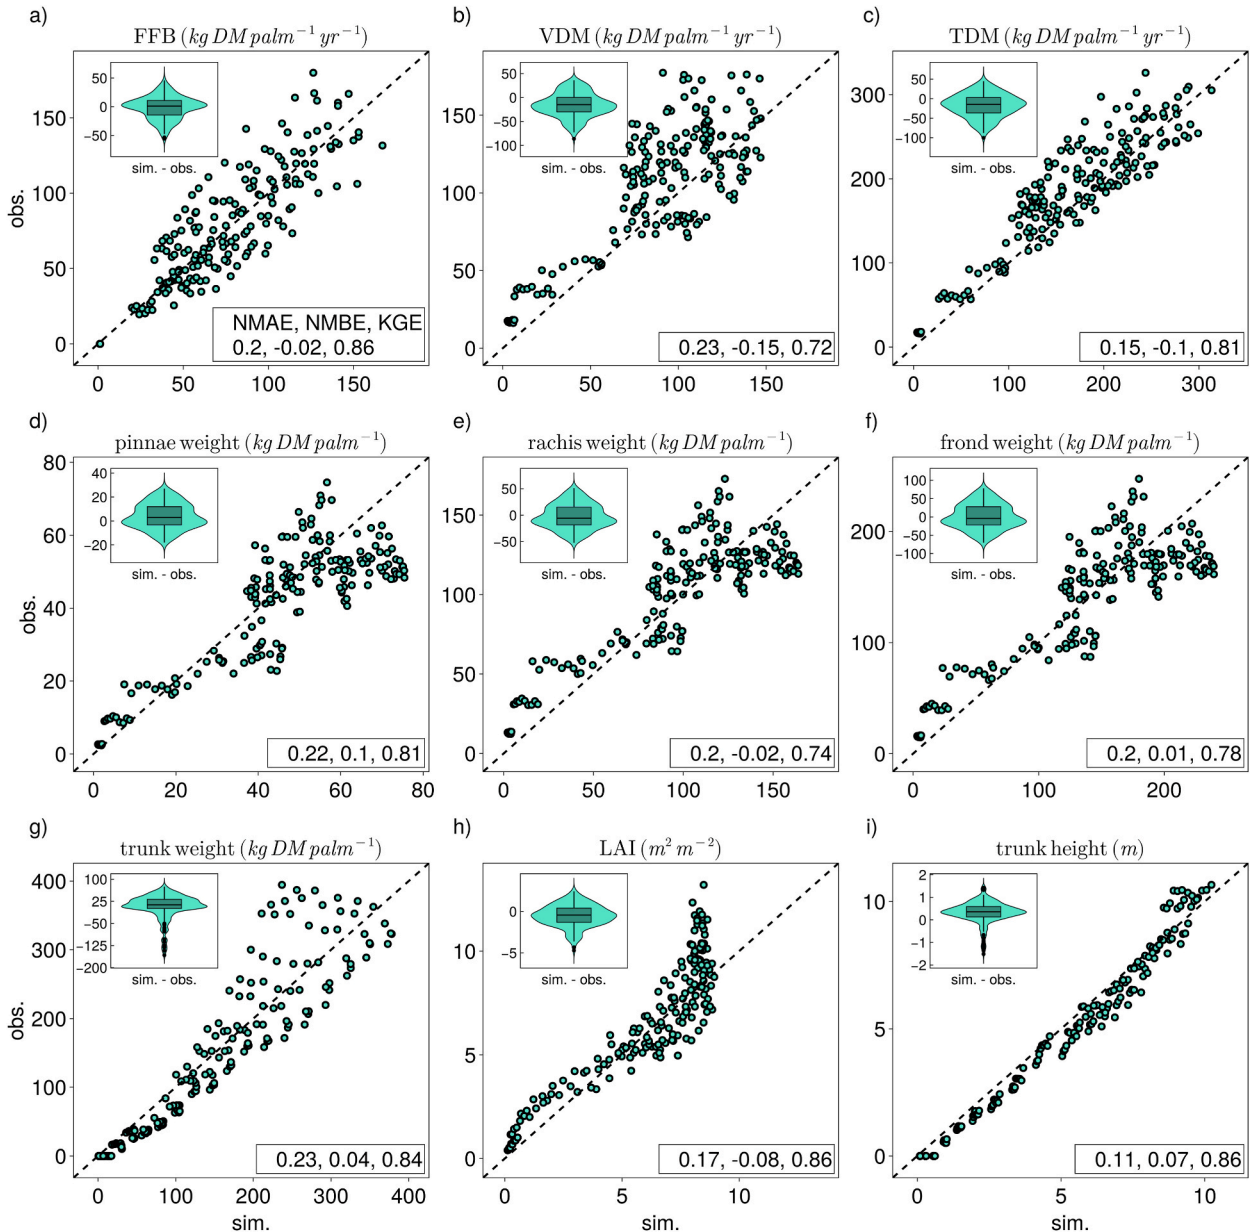 a)
FFB (kg DM palm⁻¹ yr⁻¹)
50
0
−50
sim. - obs.
150
100
50
0
obs.
NMAE, NMBE, KGE
0.2, -0.02, 0.86
0 50 100 150
b)
VDM (kg DM palm⁻¹ yr⁻¹)
50
0
−50
−100
sim. - obs.
150
100
50
0
0.23, -0.15, 0.72
0 50 100 150
c)
TDM (kg DM palm⁻¹ yr⁻¹)
50
0
−50
−100
sim. - obs.
300
200
100
0
0.15, -0.1, 0.81
0 100 200 300
d)
pinnae weight (kg DM palm⁻¹)
40
20
0
−20
sim. - obs.
80
60
40
20
0
obs.
0.22, 0.1, 0.81
0 20 40 60 80
e)
rachis weight (kg DM palm⁻¹)
50
0
−50
sim. - obs.
150
100
50
0
0.2, -0.02, 0.74
0 50 100 150
f)
frond weight (kg DM palm⁻¹)
100
50
0
−50
−100
sim. - obs.
200
100
0
0.2, 0.01, 0.78
0 100 200
g)
trunk weight (kg DM palm⁻¹)
100
25
−50
−125
−200
sim. - obs.
400
300
200
100
0
obs.
0.23, 0.04, 0.84
0 100 200 300 400
sim.
h)
LAI (m² m⁻²)
0
−5
sim. - obs.
10
5
0
0.17, -0.08, 0.86
0 5 10
sim.
i)
trunk height (m)
2
1
0
−1
−2
sim. - obs.
10
5
0
0.11, 0.07, 0.86
0 5 10
sim.